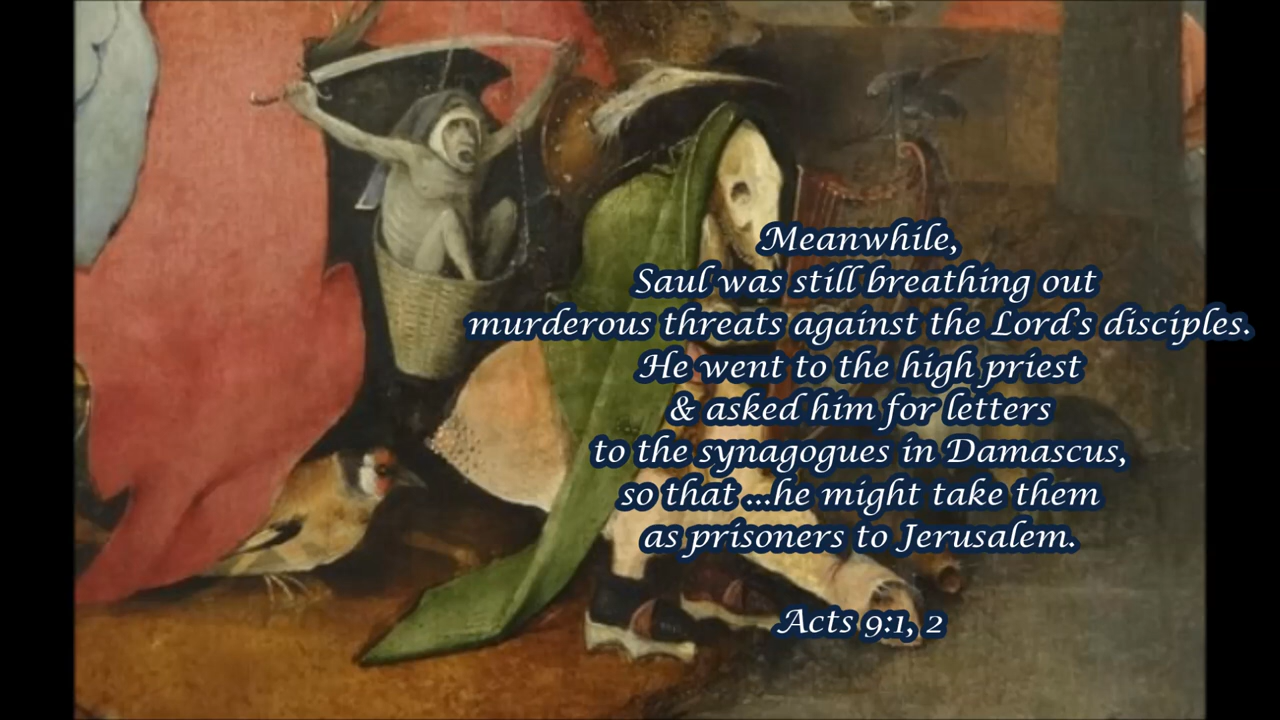 Meanwhile,
Saul was still breathing out
murderous threats against the Lord's disciples.
He went to the high priest
& asked him for letters
to the synagogues in Damascus,
so that ...he might take them
as prisoners to Jerusalem.
Acts 9:1, 2